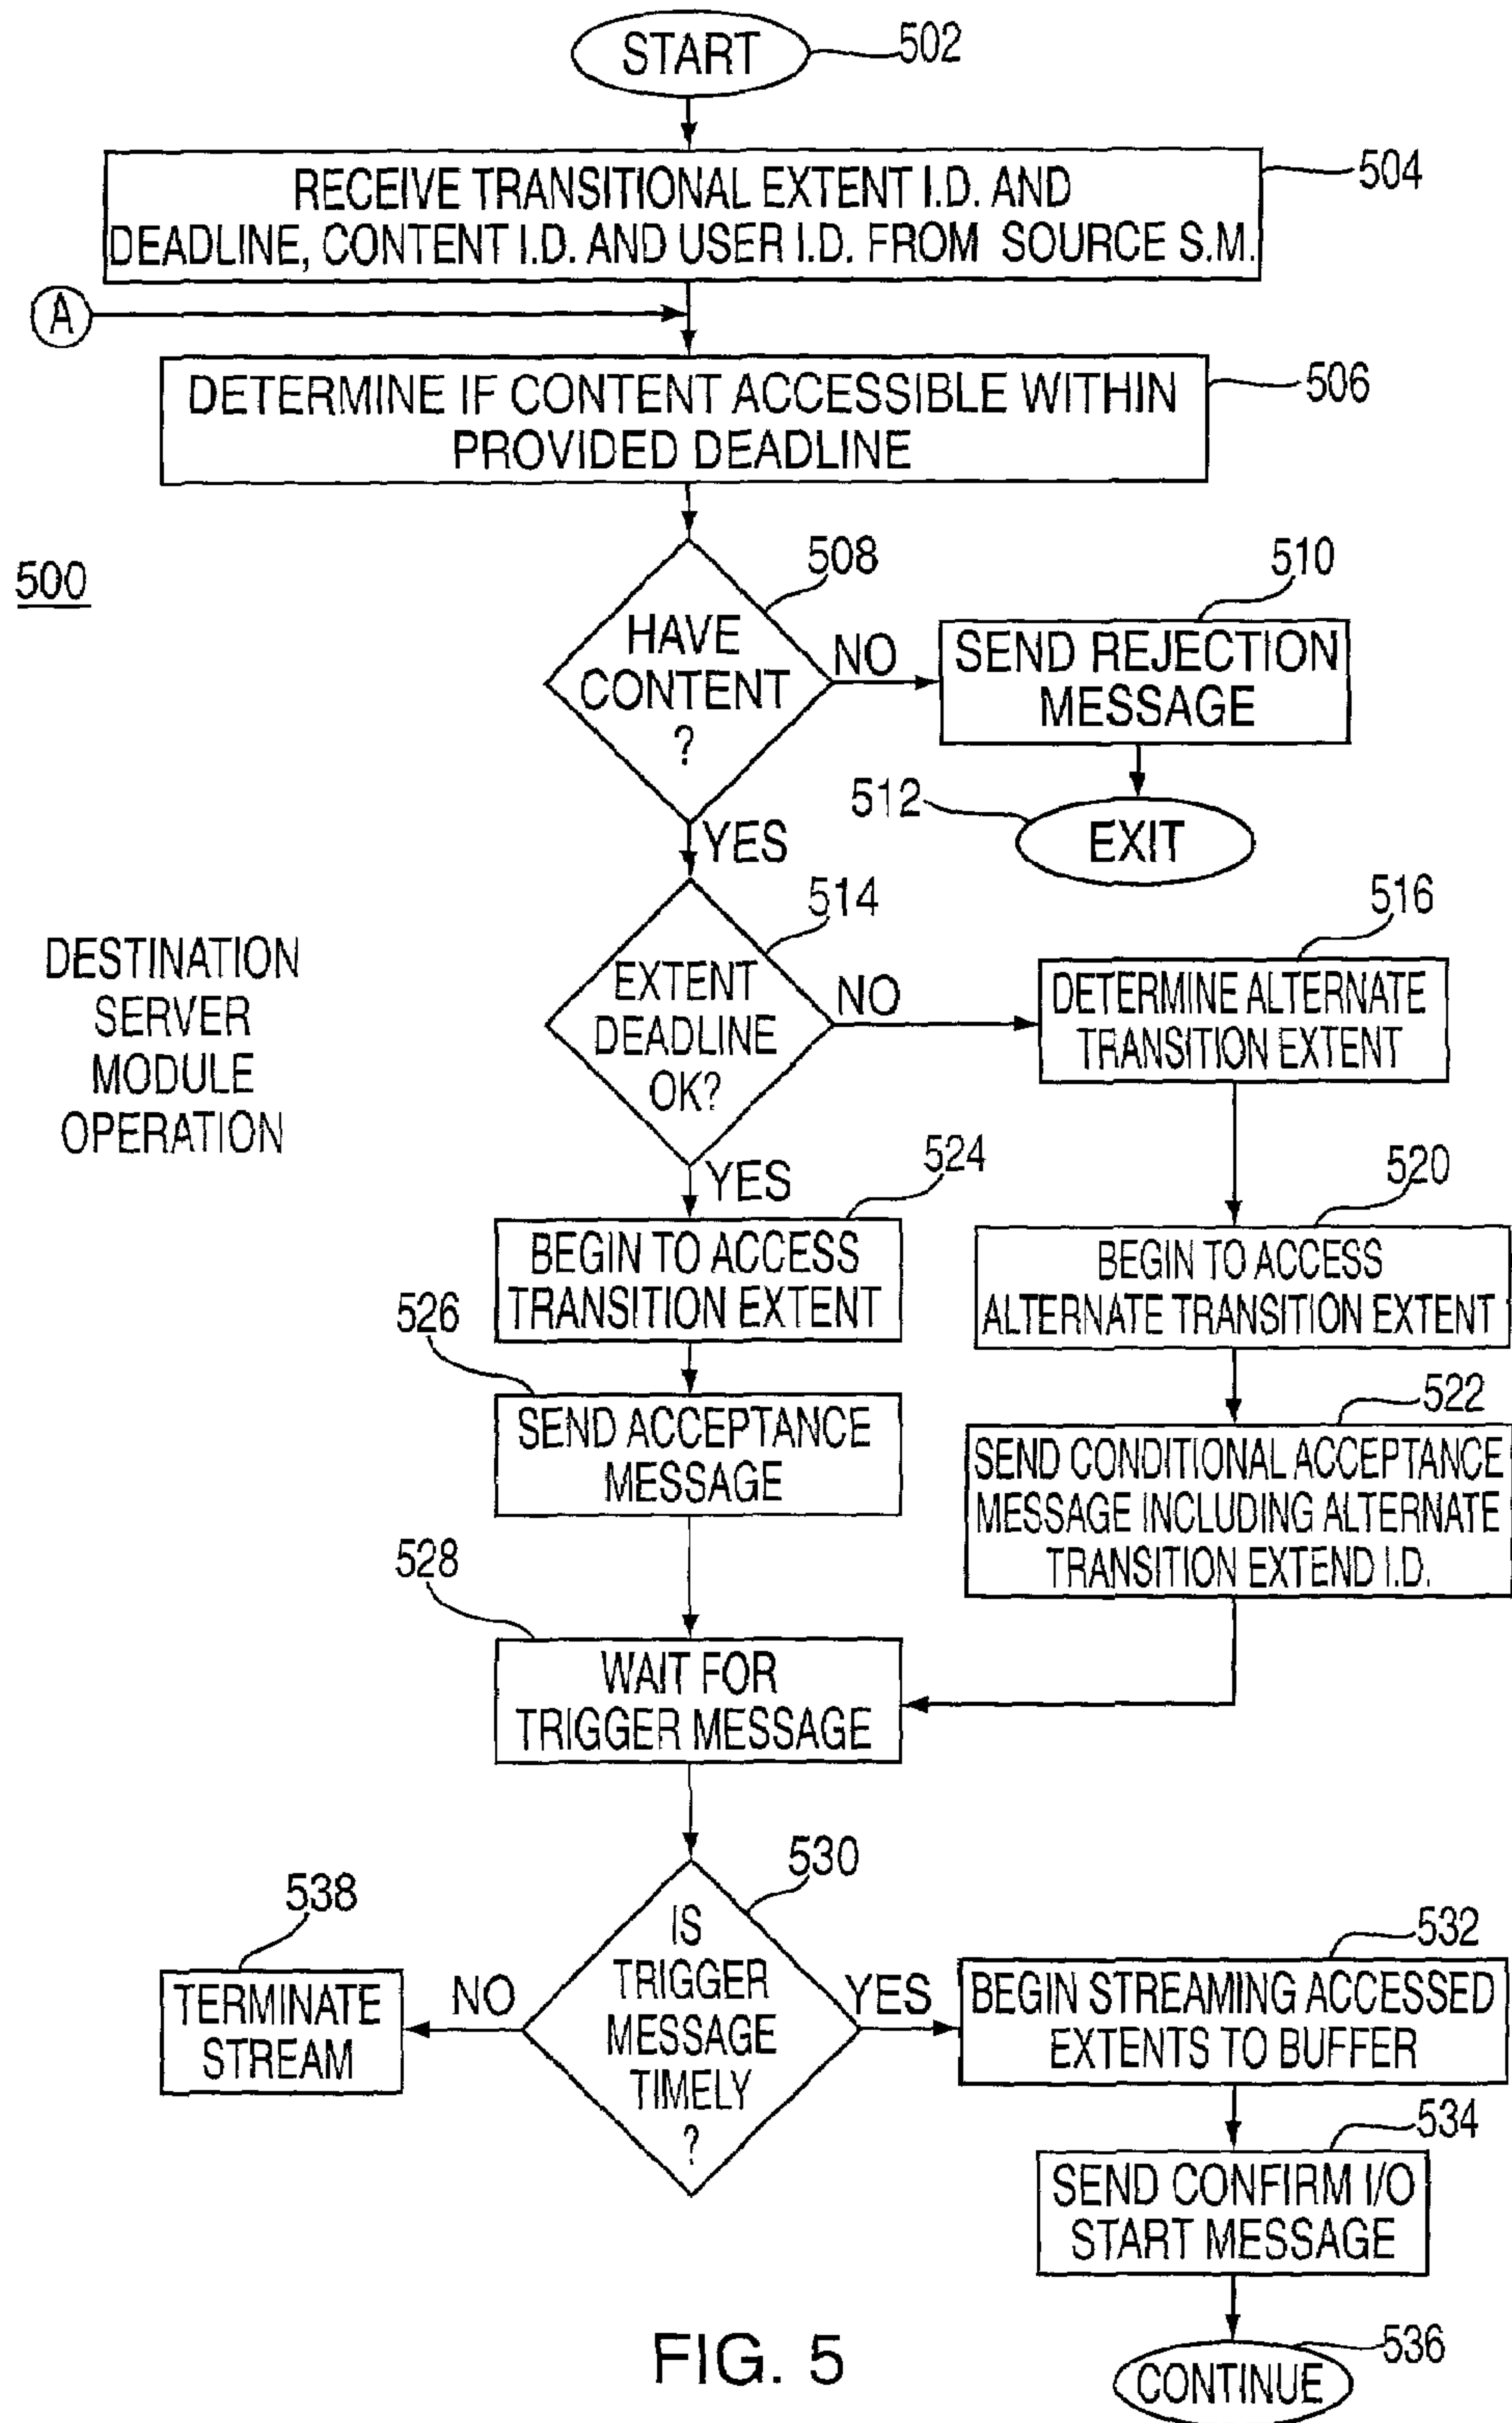 START
502
RECEIVE TRANSITIONAL EXTENT I.D. AND
DEADLINE, CONTENT I.D. AND USER I.D. FROM SOURCE S.M.
504
A
DETERMINE IF CONTENT ACCESSIBLE WITHIN
PROVIDED DEADLINE
506
500
508
HAVE
CONTENT
?
NO
510
SEND REJECTION
MESSAGE
512
EXIT
YES
DESTINATION
SERVER
MODULE
OPERATION
514
EXTENT
DEADLINE
OK?
NO
516
DETERMINE ALTERNATE
TRANSITION EXTENT
YES
524
BEGIN TO ACCESS
TRANSITION EXTENT
520
BEGIN TO ACCESS
ALTERNATE TRANSITION EXTENT
526
SEND ACCEPTANCE
MESSAGE
522
SEND CONDITIONAL ACCEPTANCE
MESSAGE INCLUDING ALTERNATE
TRANSITION EXTEND I.D.
528
WAIT FOR
TRIGGER MESSAGE
530
IS
TRIGGER
MESSAGE
TIMELY
?
NO
538
TERMINATE
STREAM
YES
532
BEGIN STREAMING ACCESSED
EXTENTS TO BUFFER
534
SEND CONFIRM I/O
START MESSAGE
536
CONTINUE
FIG. 5